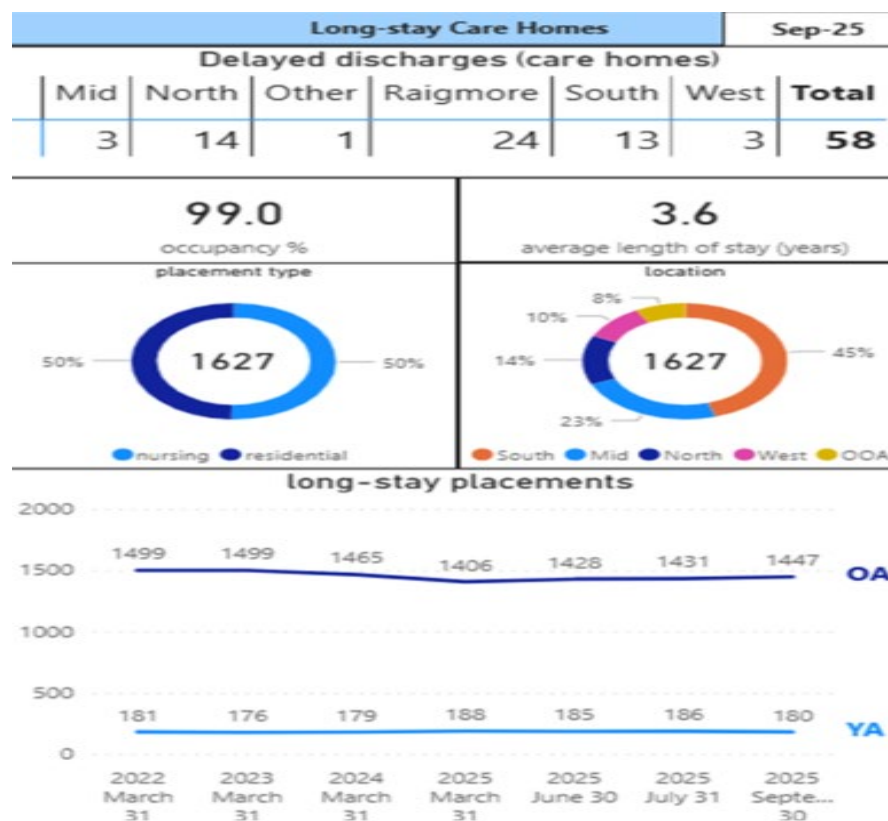 Long-stay Care Homes Sep-25
Delayed discharges (care homes)
Mid North Other Raigmore South West Total
3 14 1 24 13 3 58
99.0 3.6
occupancy % average length of stay (years)
placement type location
8%
10%
50% 1627 50% 14% 1627 45%
23%
nursing residential South Mid North West OOA
long-stay placements
2000
1499 1499 1465 1406 1428 1431 1447
1500 OA
1000
500
181 176 179 188 185 186 180
YA
0
2022 2023 2024 2025 2025 2025 2025
March March March March June 30 July 31 Septe...
31 31 31 31 30